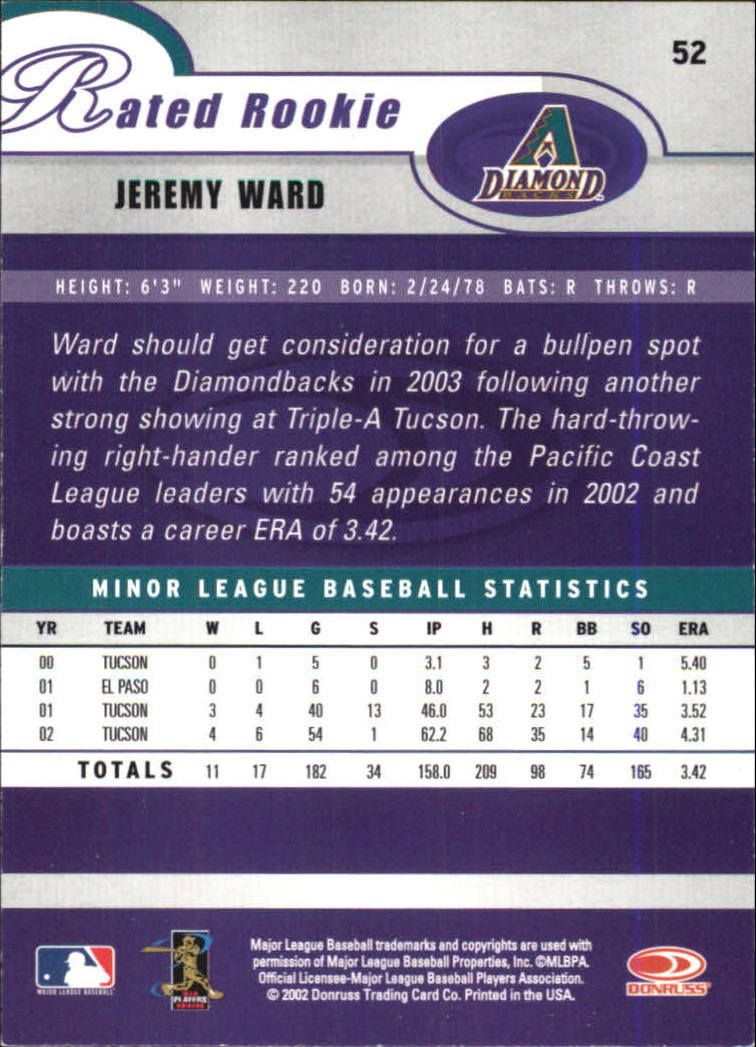 52
Rated Rookie
DIAMOND
BACKS
JEREMY WARD
HEIGHT: 6'3" WEIGHT: 220 BORN: 2/24/78 BATS: R THROWS: R
Ward should get consideration for a bullpen spot
with the Diamondbacks in 2003 following another
strong showing at Triple-A Tucson. The hard-throw-
ing right-hander ranked among the Pacific Coast
League leaders with 54 appearances in 2002 and
boasts a career ERA of 3.42.
MINOR LEAGUE BASEBALL STATISTICS
YR TEAM W L G S IP H R BB SO ERA
00 TUCSON 0 1 5 0 3.1 3 2 5 1 5.40
01 EL PASO 0 0 6 0 8.0 2 2 1 6 1.13
01 TUCSON 3 4 40 13 46.0 53 23 17 35 3.52
02 TUCSON 4 6 54 1 62.2 68 35 14 40 4.31
TOTALS 11 17 182 34 158.0 209 98 74 165 3.42
Major League Baseball trademarks and copyrights are used with
permission of Major League Baseball Properties, Inc. ©MLBPA.
Official Licensee-Major League Baseball Players Association.
© 2002 Donruss Trading Card Co. Printed in the USA.
MAJOR LEAGUE BASEBALL
PLAYERS
CHOICE
DONRUSS